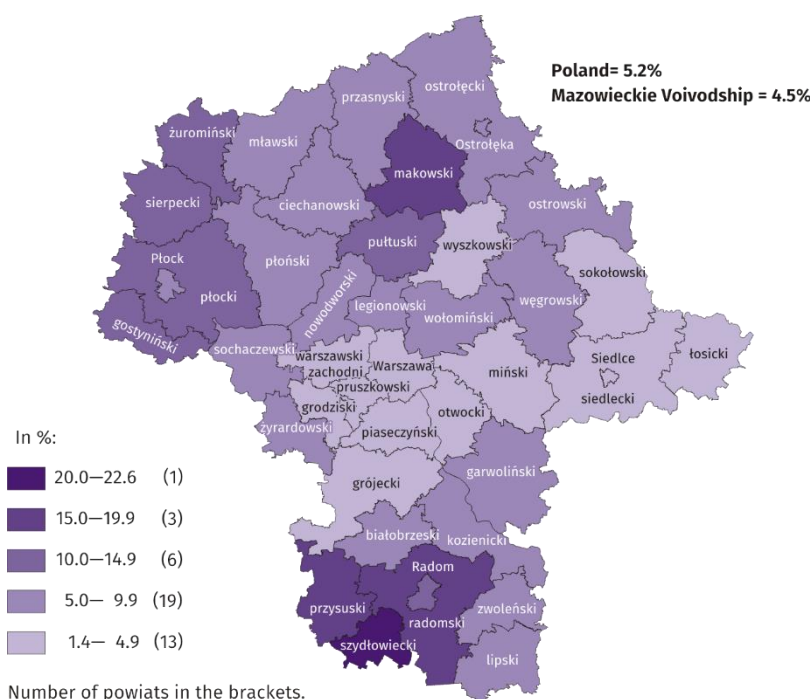 Poland= 5.2%
Mazowieckie Voivodship = 4.5%
ostrołęcki
przasnyski
żuromiński
mławski
Ostrołęka
makowski
sierpecki
ciechanowski
ostrowski
pułtuski
wyszkowski
Płock
płoński
sokołowski
płocki
nowodworski
legionowski
węgrowski
wołomiński
gostyniński
sochaczewski
warszawski
zachodni
Warszawa
pruszkowski
miński
Siedlce
łosicki
siedlecki
grodziski
otwocki
żyrardowski
piaseczyński
garwoliński
grójecki
białobrzeski
kozienicki
Radom
przysuski
radomski
zwoleński
szydłowiecki
lipski
In %:
20.0—22.6 (1)
15.0—19.9 (3)
10.0—14.9 (6)
5.0— 9.9 (19)
1.4— 4.9 (13)
Number of powiats in the brackets.